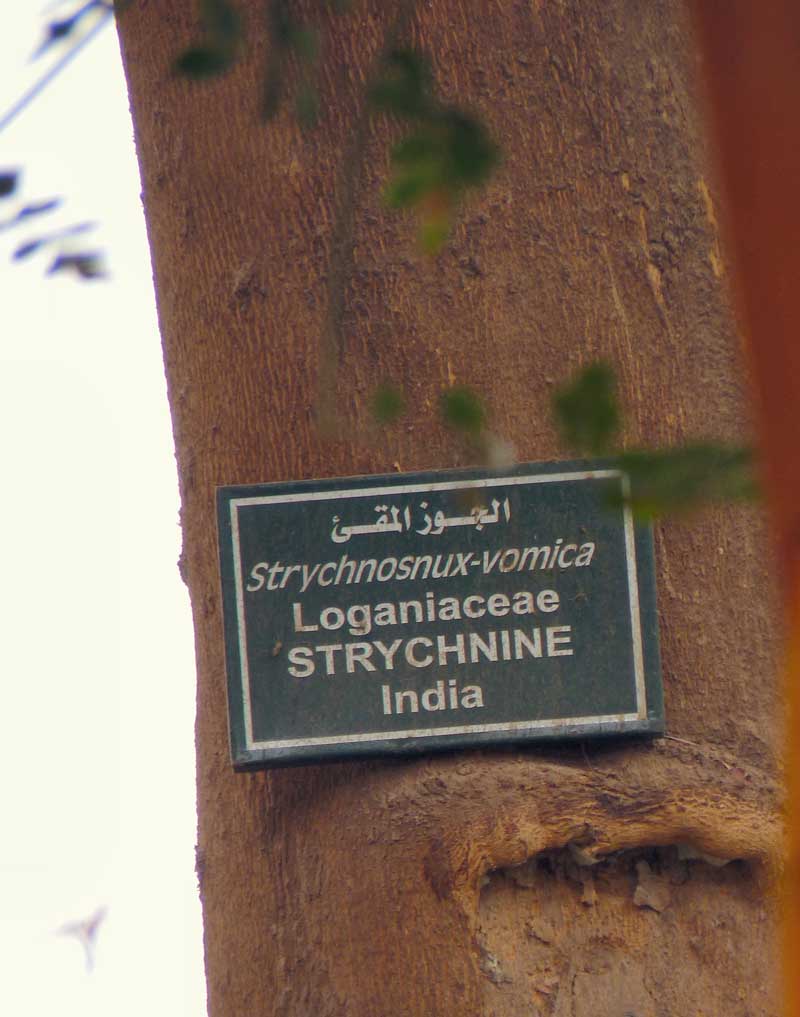 الجوز المقئ
Strychnosnux-vomica
Loganiaceae
STRYCHNINE
India